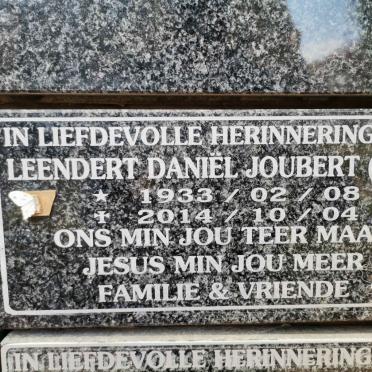 IN LIEFDEVOLLE HERINNERING
LEENDERT DANIËL JOUBERT (
★ 1933 / 02 / 08
✝ 2014 / 10 / 04
ONS MIN JOU TEER MAA
JESUS MIN JOU MEER
FAMILIE & VRIENDE
IN LIEFDEVOLLE HERINNERING